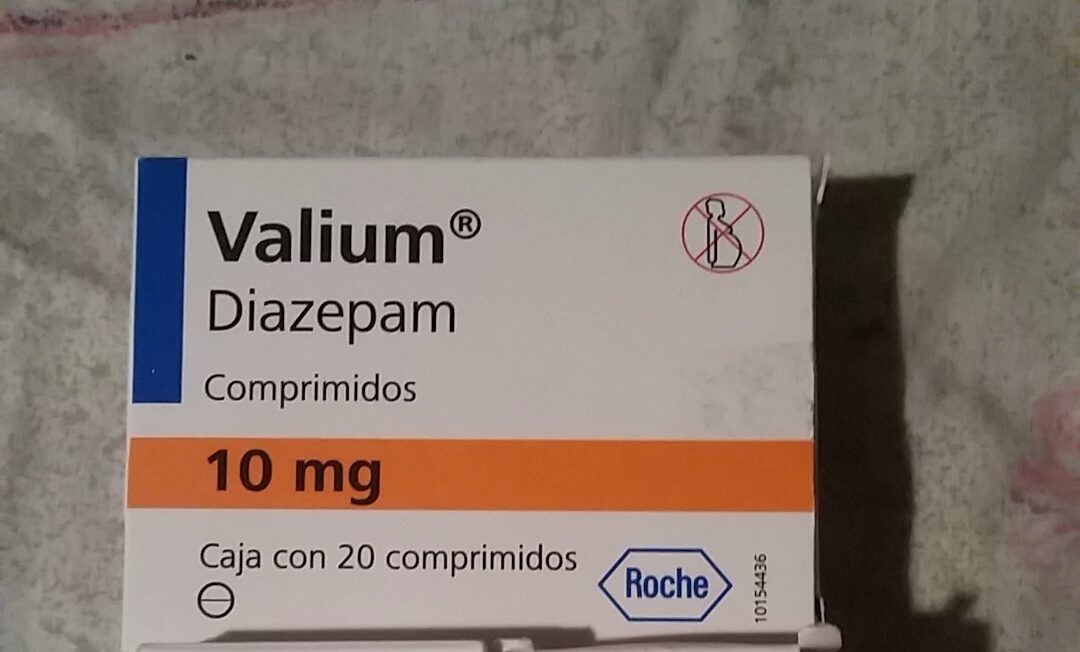 Valium®
Diazepam
Comprimidos
10 mg
Caja con 20 comprimidos
Roche
10154436